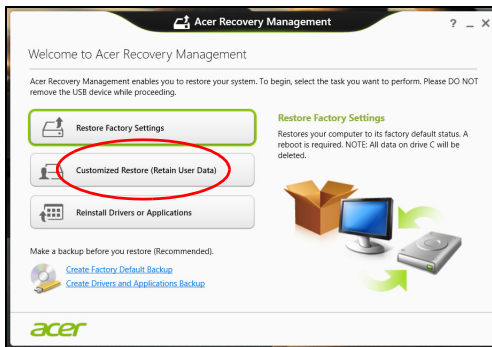 Acer Recovery Management
Welcome to Acer Recovery Management
Acer Recovery Management enables you to restore your system. To begin, select the task you want to perform. Please DO NOT
remove the USB device while proceeding.
Restore Factory Settings
Customized Restore (Retain User Data)
Reinstall Drivers or Applications
Restore Factory Settings
Restores your computer to its factory default status. A
reboot is required. NOTE: All data on drive C will be
deleted.
Make a backup before you restore (Recommended).
Create Factory Default Backup
Create Drivers and Applications Backup
acer